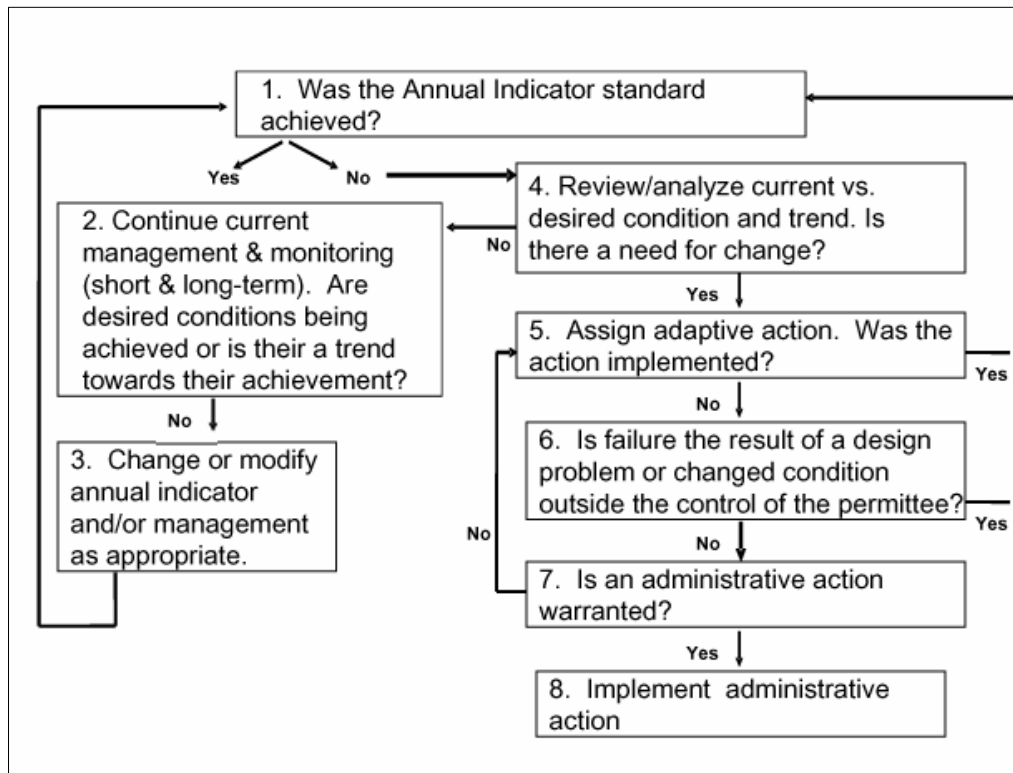 1. Was the Annual Indicator standard
achieved?
Yes
No
2. Continue current
management & monitoring
(short & long-term). Are
desired conditions being
achieved or is their a trend
towards their achievement?
No
3. Change or modify
annual indicator
and/or management
as appropriate.
4. Review/analyze current vs.
desired condition and trend. Is
there a need for change?
No
Yes
5. Assign adaptive action. Was the
action implemented?
Yes
No
6. Is failure the result of a design
problem or changed condition
outside the control of the permittee?
Yes
No
7. Is an administrative action
warranted?
No
Yes
8. Implement administrative
action